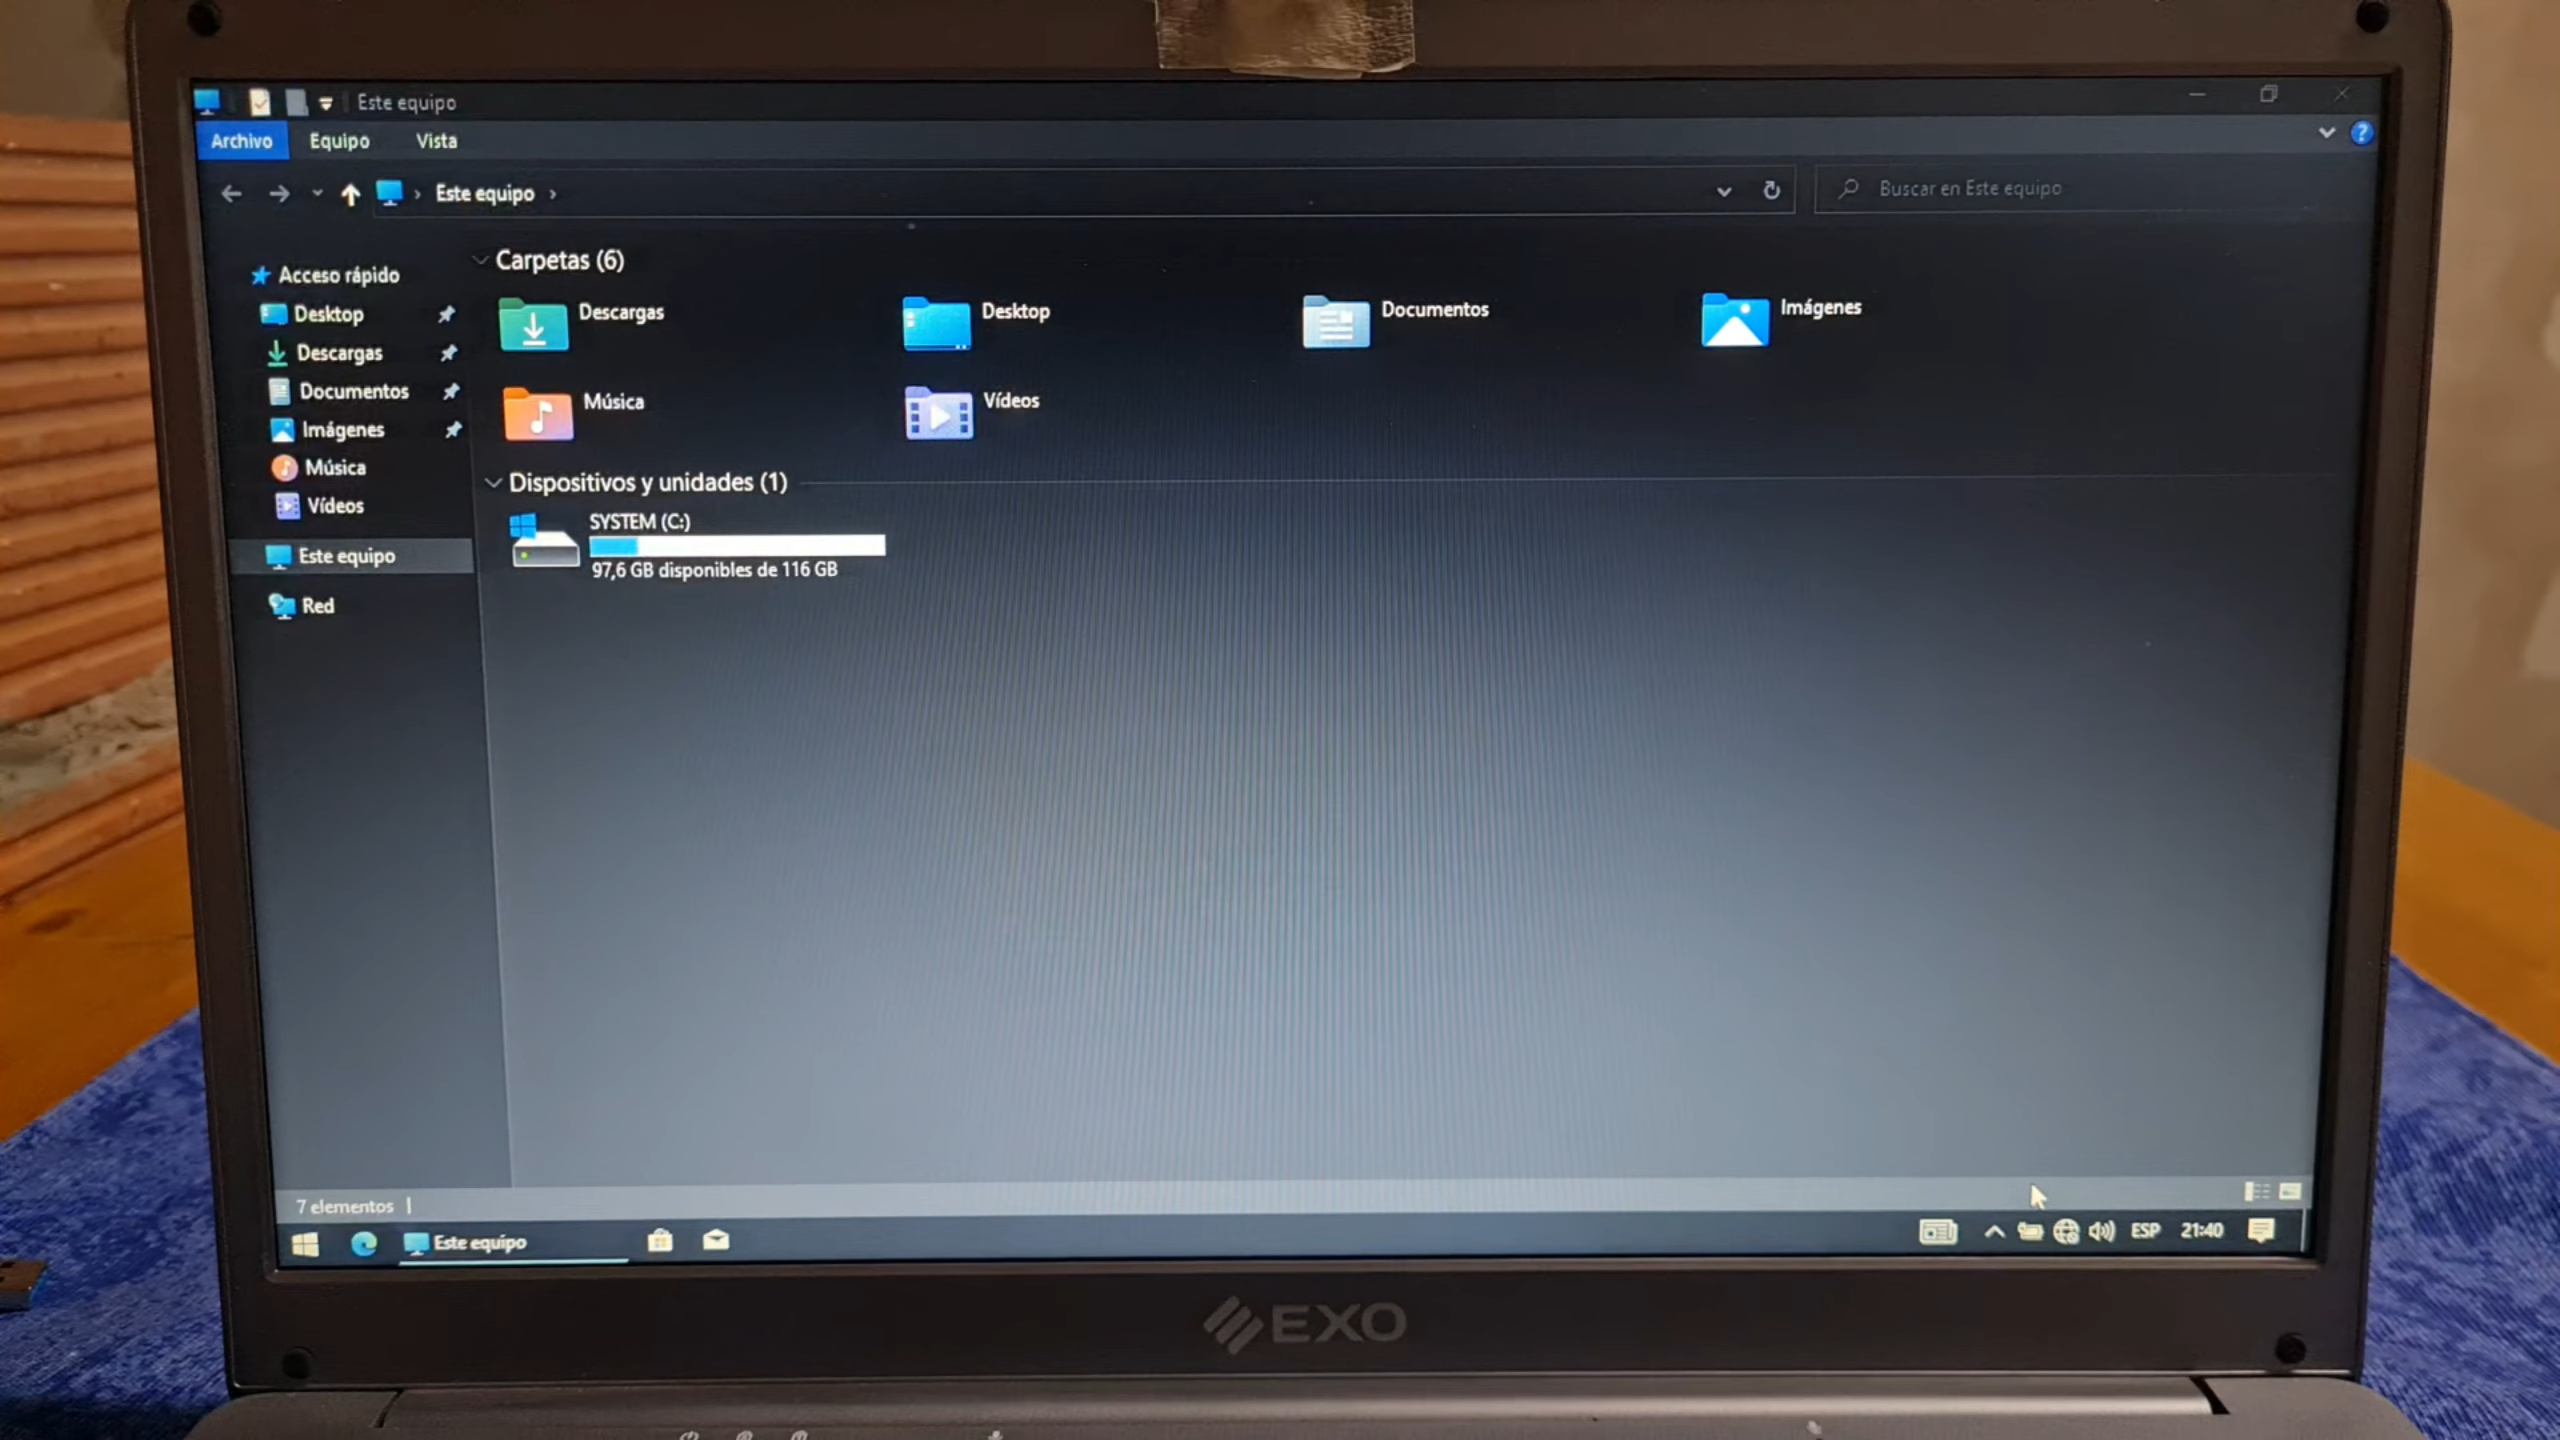 Este equipo
Archivo Equipo Vista
Este equipo
Buscar en Este equipo
Acceso rápido
Desktop
Descargas
Documentos
Imágenes
Música
Vídeos
Este equipo
Red
Carpetas (6)
Descargas
Desktop
Documentos
Imágenes
Música
Vídeos
Dispositivos y unidades (1)
SYSTEM (C:)
97,6 GB disponibles de 116 GB
7 elementos
Este equipo
ESP 21:40
EXO